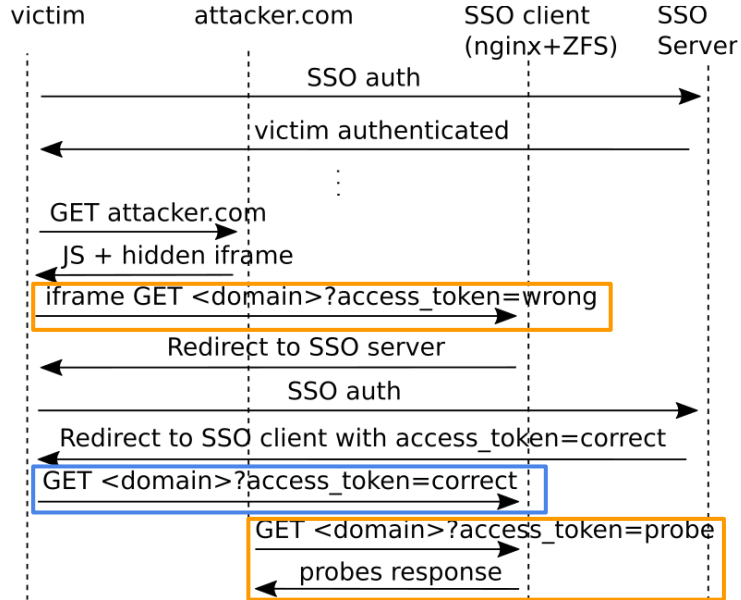 victim attacker.com SSO client SSO
(nginx+ZFS) Server
SSO auth
victim authenticated
GET attacker.com
JS + hidden iframe
iframe GET <domain>?access_token=wrong
Redirect to SSO server
SSO auth
Redirect to SSO client with access_token=correct
GET <domain>?access_token=correct
GET <domain>?access_token=probe
probes response